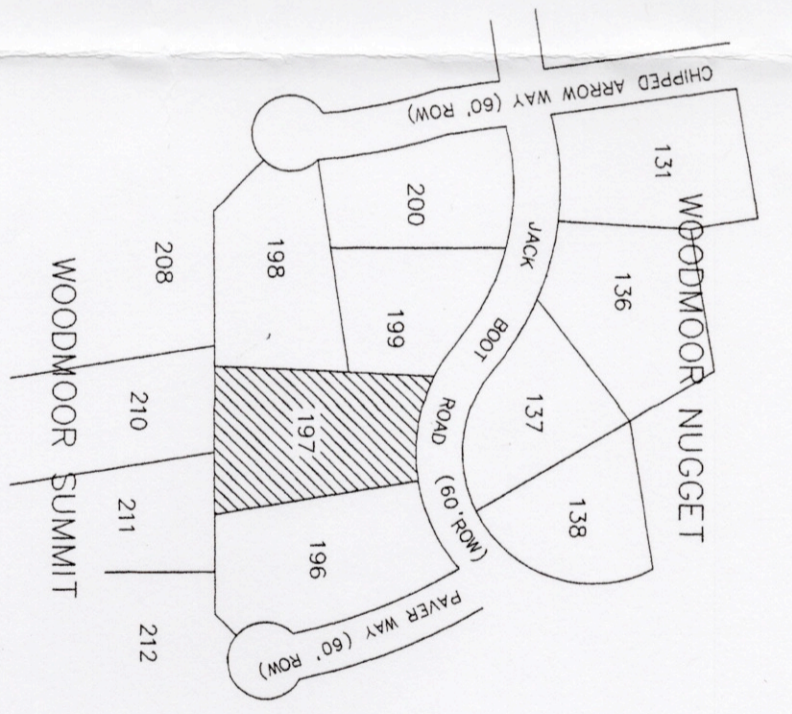 CHIPPED ARROW WAY (60' ROW)
131
WOODMOOR NUGGET
200
JACK BOOT ROAD (60'ROW)
136
208
198
199
137
WOODMOOR SUMMIT
210
197
138
211
196
PAVER WAY (60' ROW)
212